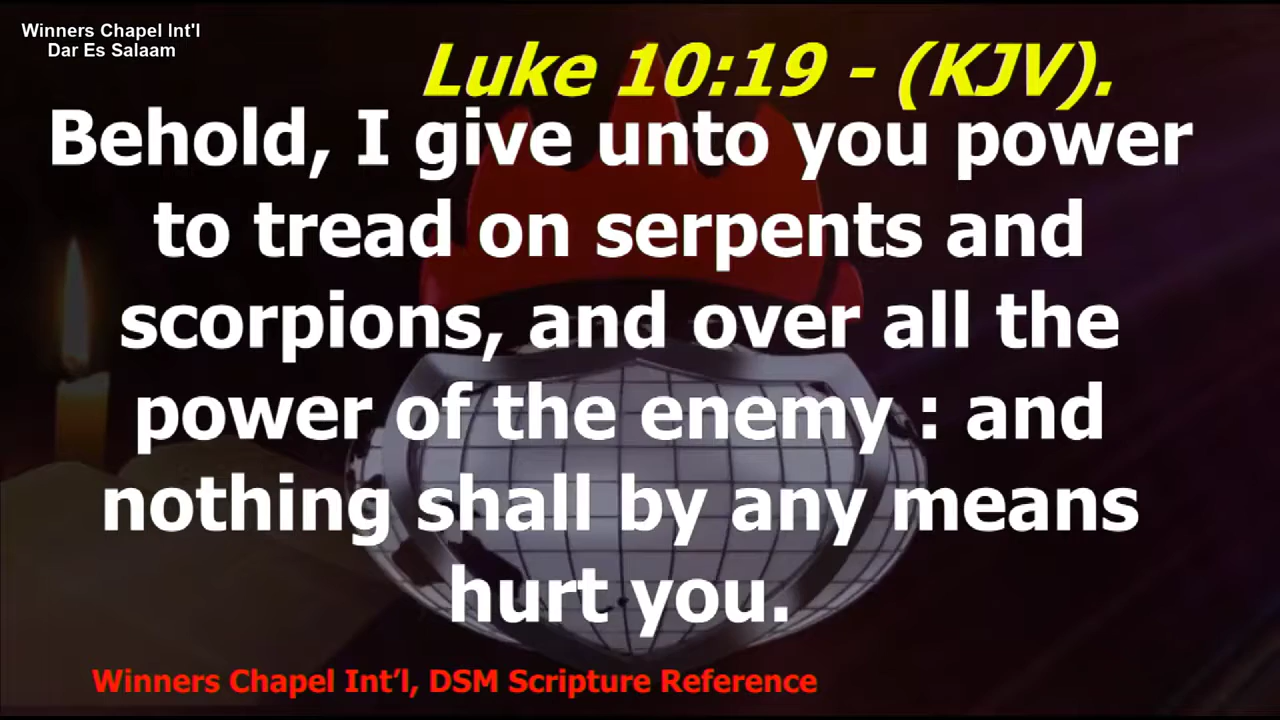 Winners Chapel Int'l
Dar Es Salaam
Luke 10:19 - (KJV).
Behold, I give unto you power
to tread on serpents and
scorpions, and over all the
power of the enemy : and
nothing shall by any means
hurt you.
Winners Chapel Int’l, DSM Scripture Reference